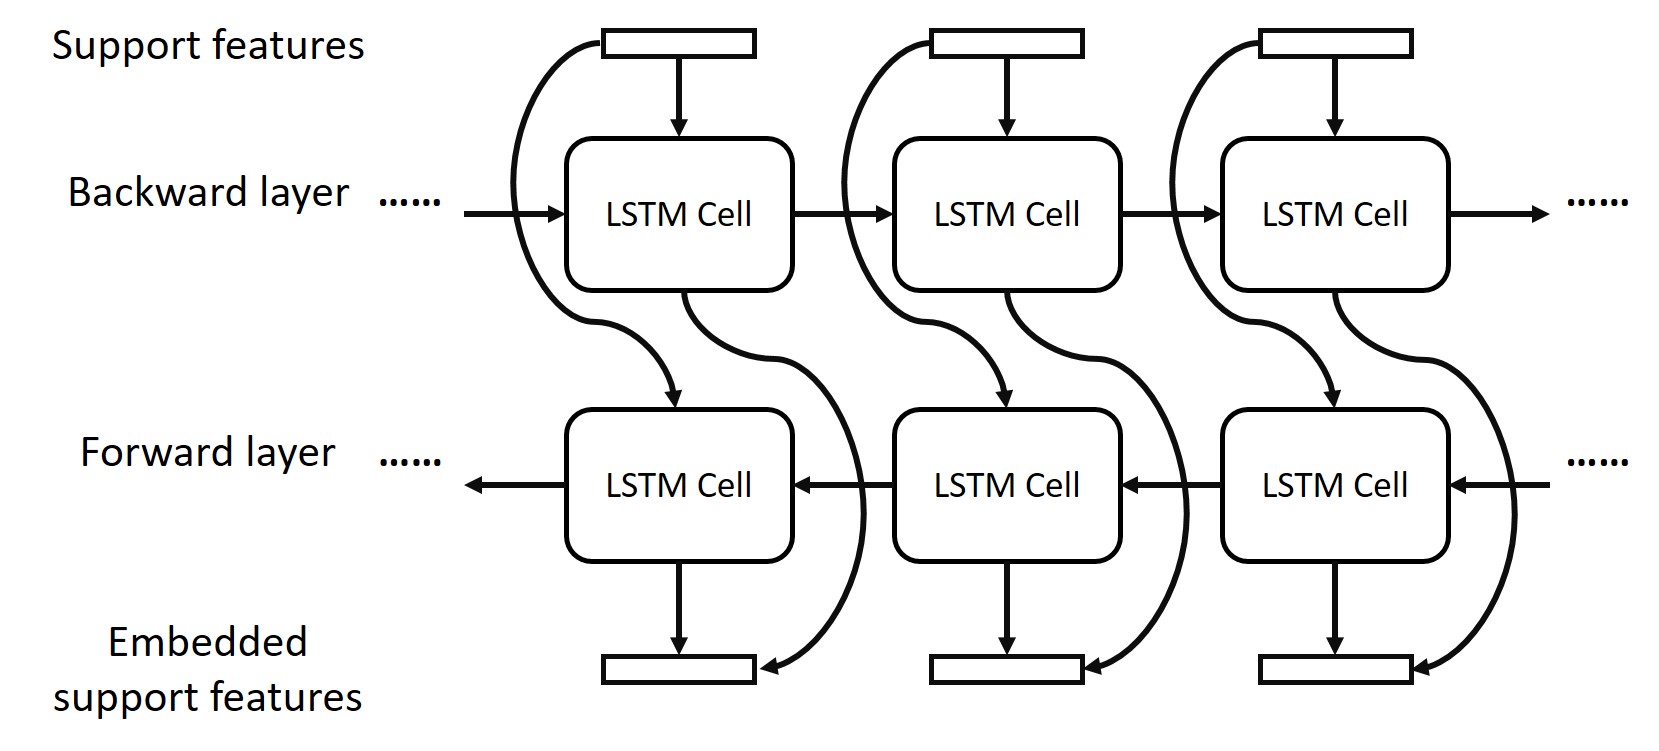 Support features
Backward layer ...... LSTM Cell LSTM Cell LSTM Cell ......
Forward layer ...... LSTM Cell LSTM Cell LSTM Cell ......
Embedded
support features